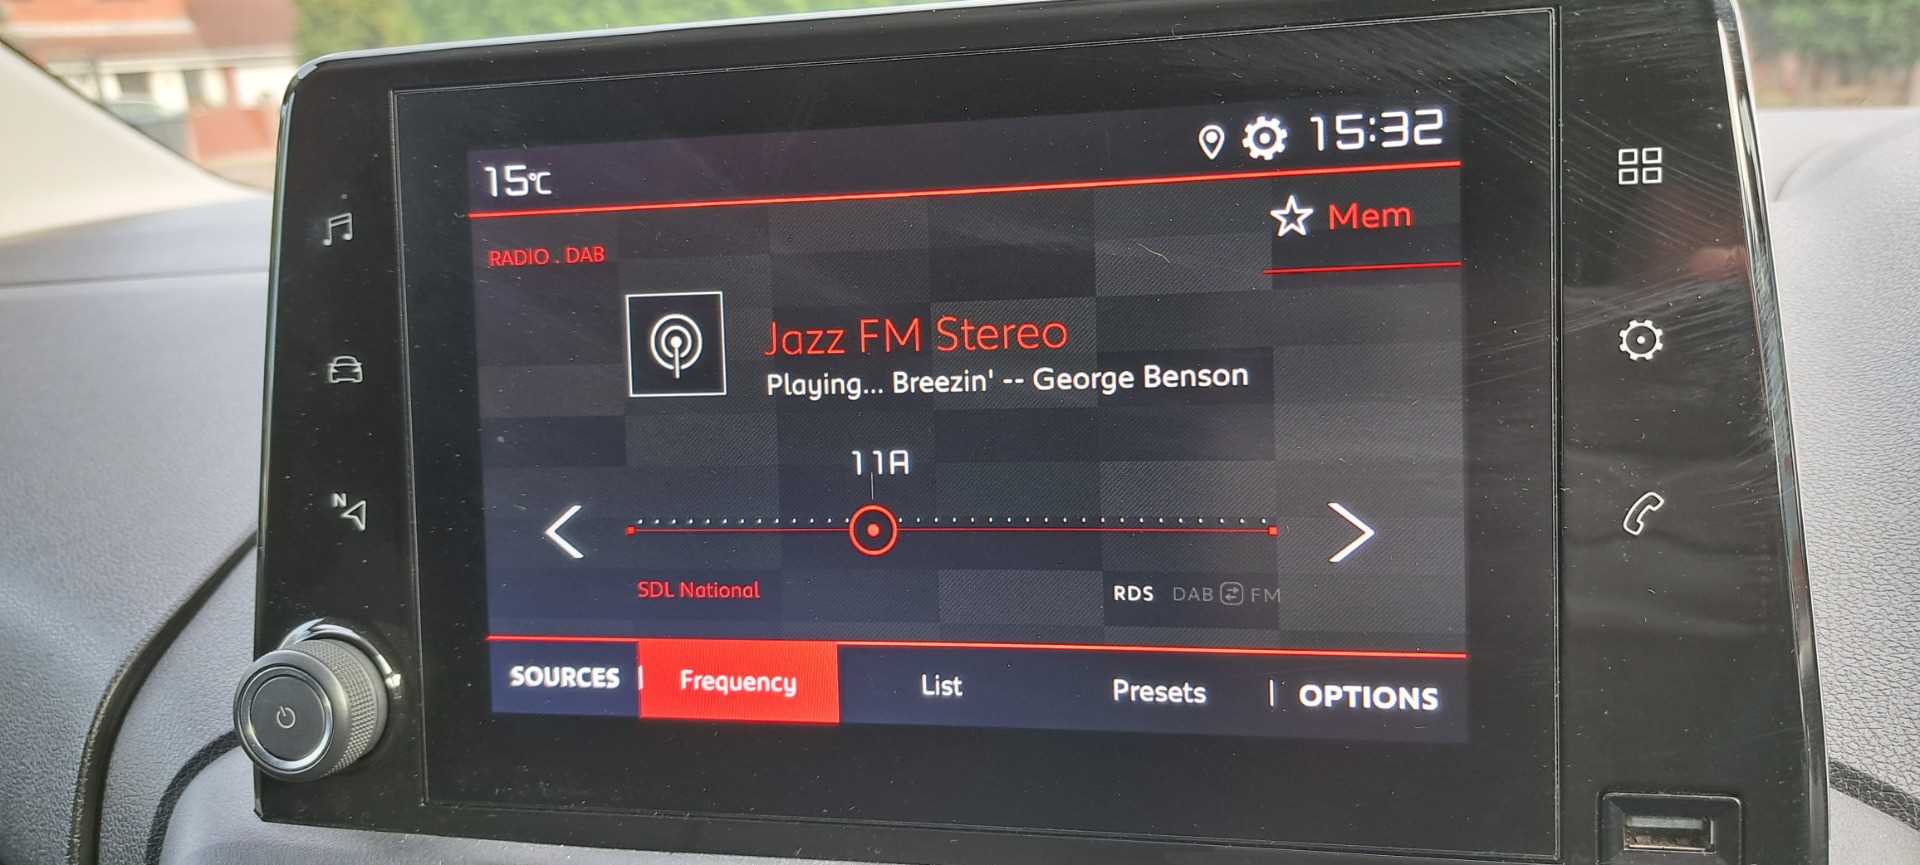 15°C
15:32
Mem
RADIO . DAB
Jazz FM Stereo
Playing... Breezin' -- George Benson
11A
SDL National
RDS DAB FM
SOURCES Frequency List Presets OPTIONS
N